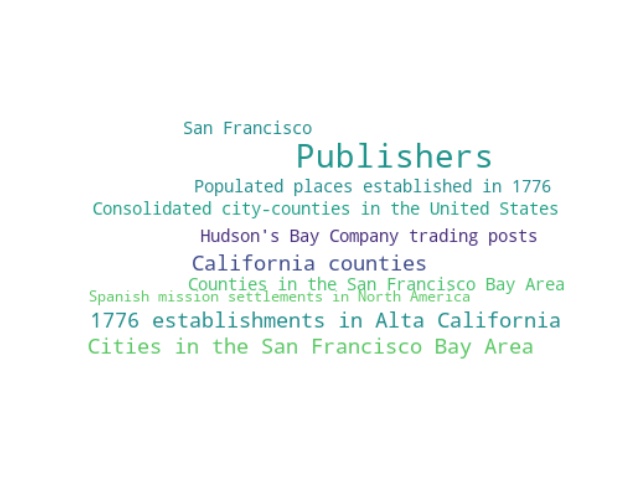 San Francisco
Publishers
Populated places established in 1776
Consolidated city-counties in the United States
Hudson's Bay Company trading posts
California counties
Counties in the San Francisco Bay Area
Spanish mission settlements in North America
1776 establishments in Alta California
Cities in the San Francisco Bay Area